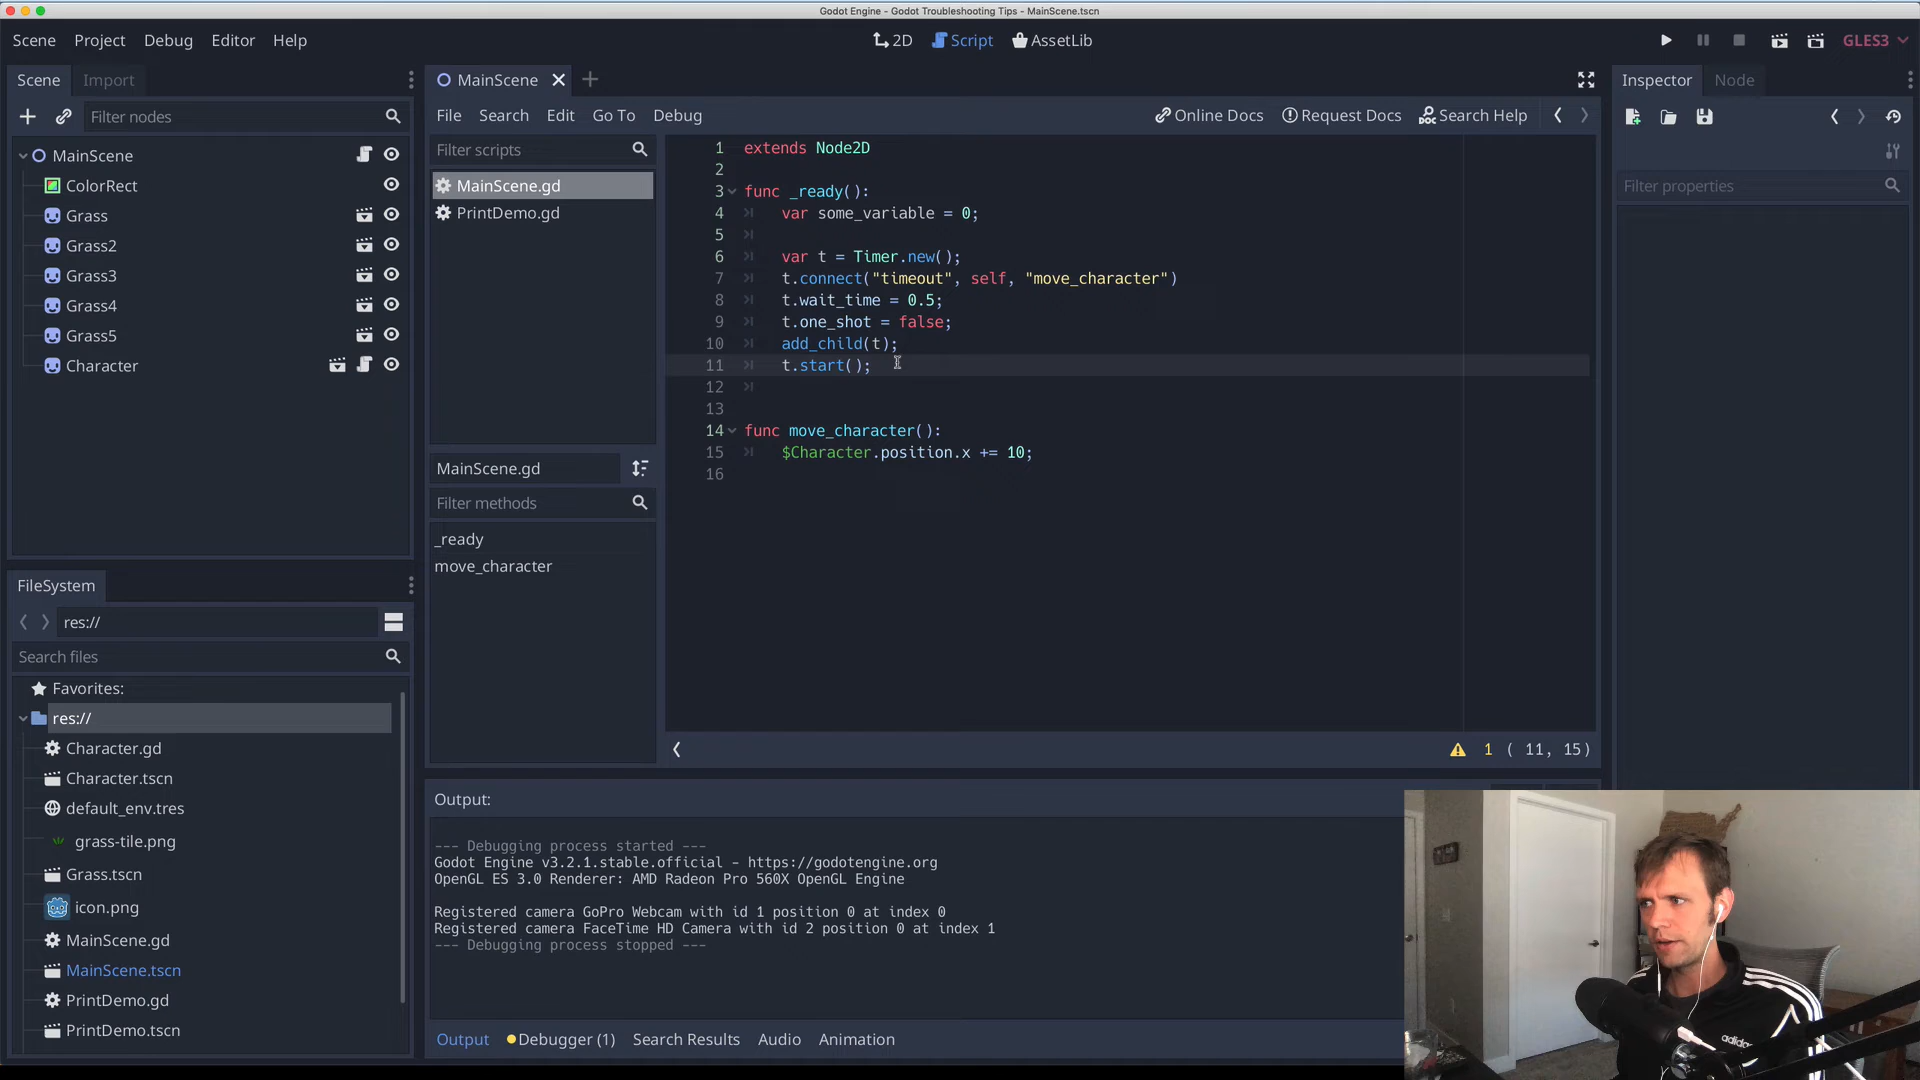 Godot Engine - Godot Troubleshooting Tips - MainScene.tscn
Scene Project Debug Editor Help
2D Script AssetLib
GLES3
Scene Import
Filter nodes
MainScene
ColorRect
Grass
Grass2
Grass3
Grass4
Grass5
Character
FileSystem
res://
Search files
Favorites:
res://
Character.gd
Character.tscn
default_env.tres
grass-tile.png
Grass.tscn
icon.png
MainScene.gd
MainScene.tscn
PrintDemo.gd
PrintDemo.tscn
MainScene
File Search Edit Go To Debug
Online Docs Request Docs Search Help
Filter scripts
MainScene.gd
PrintDemo.gd
MainScene.gd
Filter methods
_ready
move_character
1 extends Node2D
2
3 func _ready():
4 var some_variable = 0;
5
6 var t = Timer.new();
7 t.connect("timeout", self, "move_character")
8 t.wait_time = 0.5;
9 t.one_shot = false;
10 add_child(t);
11 t.start();
12
13
14 func move_character():
15 $Character.position.x += 10;
16
1 ( 11, 15)
Output:
--- Debugging process started ---
Godot Engine v3.2.1.stable.official - https://godotengine.org
OpenGL ES 3.0 Renderer: AMD Radeon Pro 560X OpenGL Engine
Registered camera GoPro Webcam with id 1 position 0 at index 0
Registered camera FaceTime HD Camera with id 2 position 0 at index 1
--- Debugging process stopped ---
Output Debugger (1) Search Results Audio Animation
Inspector Node
Filter properties
adidas